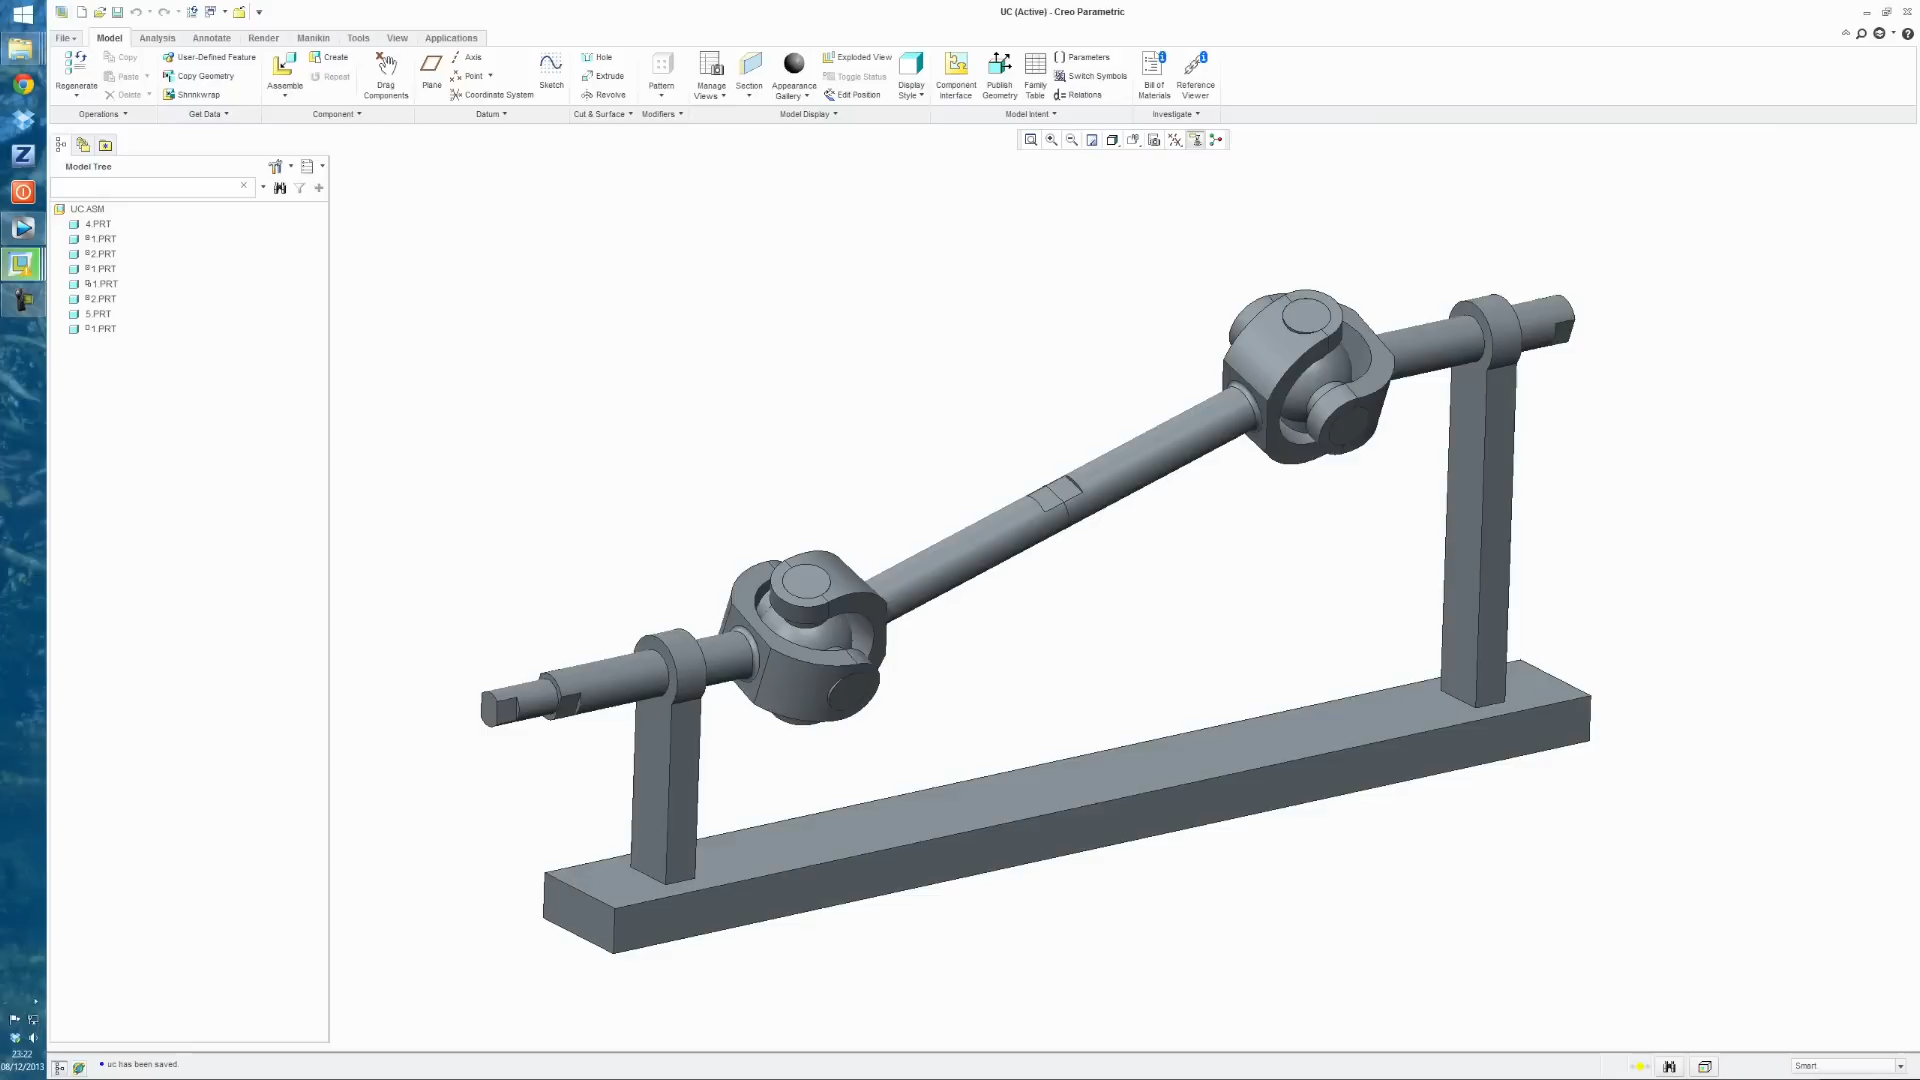 UC (Active) - Creo Parametric
File Model Analysis Annotate Render Manikin Tools View Applications
Regenerate
Copy
Paste
Delete
Operations
User-Defined Feature
Copy Geometry
Shrinkwrap
Get Data
Assemble
Create
Repeat
Drag
Components
Component
Plane
Axis
Point
Coordinate System
Sketch
Datum
Hole
Extrude
Revolve
Cut & Surface
Pattern
Modifiers
Manage
Views
Section
Appearance
Gallery
Exploded View
Toggle Status
Edit Position
Display
Style
Model Display
Component
Interface
Publish
Geometry
Family
Table
Parameters
Switch Symbols
d= Relations
Model Intent
Bill of
Materials
Reference
Viewer
Investigate
Model Tree
UC.ASM
4.PRT
1.PRT
2.PRT
1.PRT
1.PRT
2.PRT
5.PRT
1.PRT
23:22
08/12/2013
uc has been saved.
Smart